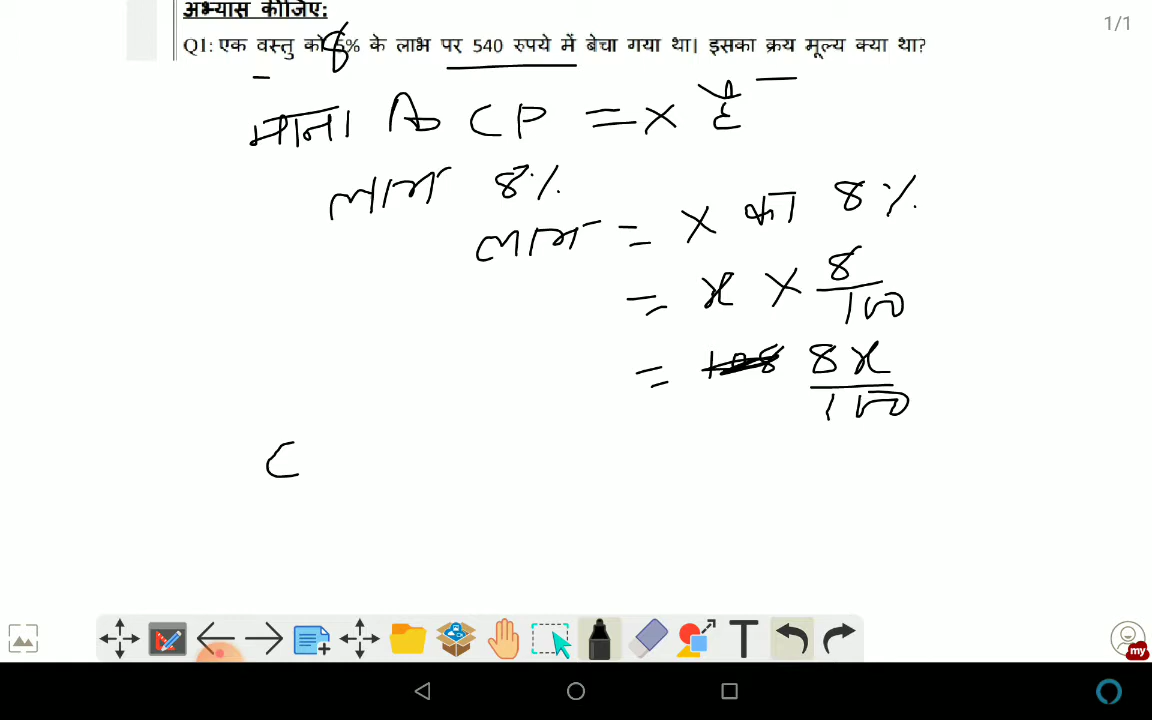 अभ्यास कीजिए:
1/1
Q1: एक वस्तु को 8% के लाभ पर 540 रुपये में बेचा गया था। इसका क्रय मूल्य क्या था?
माना कि CP = x है
लाभ 8%
लाभ = x का 8%
= x × 8/100
= 8x/100
C
my